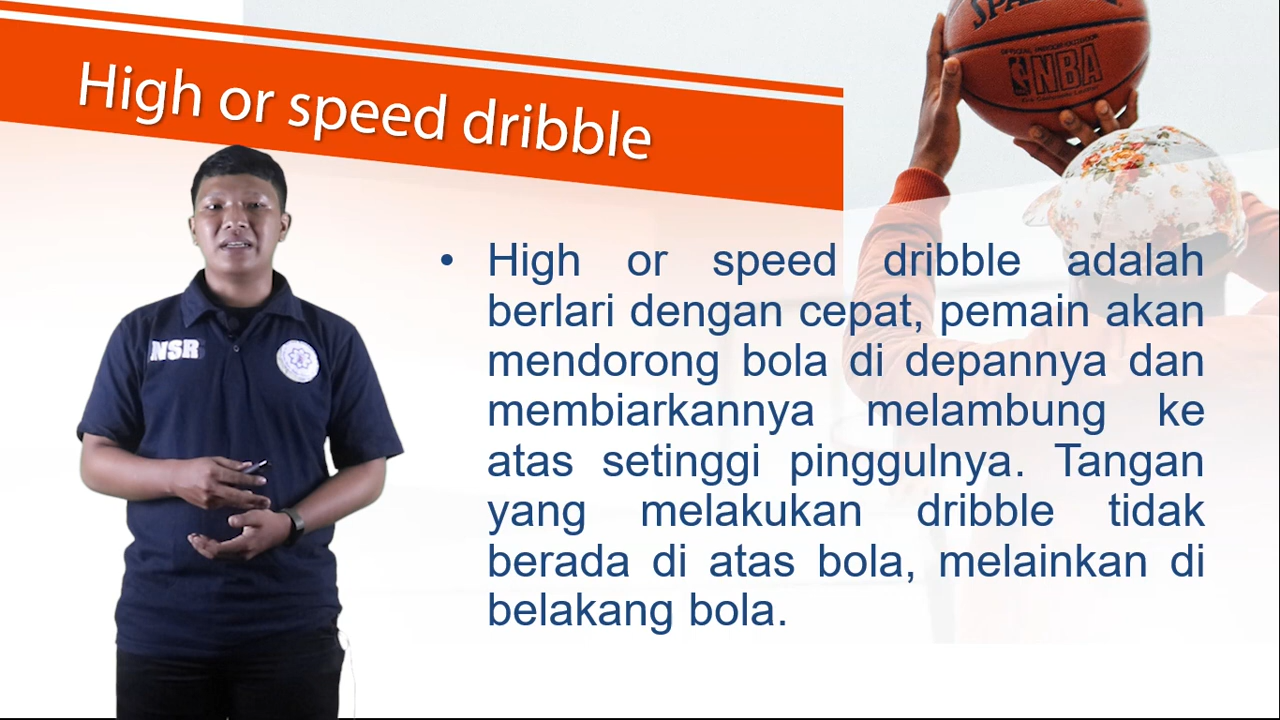 High or speed dribble
SPALDING
NBA
NSR
• High or speed dribble adalah
berlari dengan cepat, pemain akan
mendorong bola di depannya dan
membiarkannya melambung ke
atas setinggi pinggulnya. Tangan
yang melakukan dribble tidak
berada di atas bola, melainkan di
belakang bola.